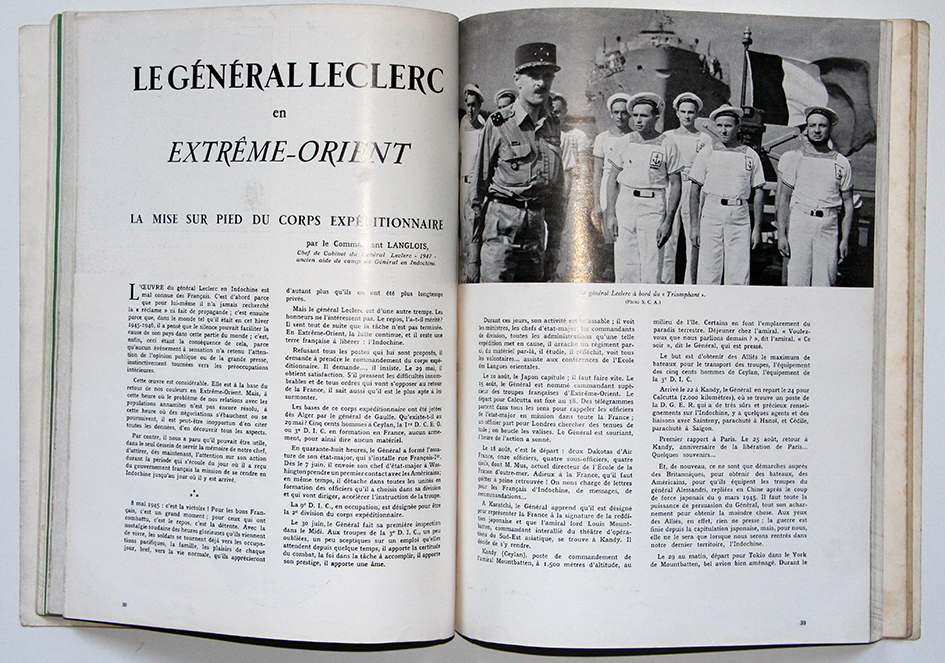 LE GÉNÉRAL LECLERC
en
EXTRÊME-ORIENT
LA MISE SUR PIED DU CORPS EXPÉDITIONNAIRE
par le Commandant LANGLOIS,
Chef de Cabinet du Général Leclerc - 1947 -
ancien aide de camp du Général en Indochine.
L'ŒUVRE du général Leclerc en Indochine est
mal connue des Français. C'est d'abord parce
que pour lui-même il n'a jamais recherché
la « réclame » ni fait de propagande ; c'est ensuite
parce que, dans le monde tel qu'il était en cet hiver
1945-1946, il a pensé que le silence pouvait faciliter la
cause de son pays dans cette partie du monde ; c'est,
enfin, ceci étant la conséquence de cela, parce
qu'aucun événement à sensation n'a retenu l'atten-
tion de l'opinion publique ou de la grande presse,
instinctivement tournées vers les préoccupations
intérieures.
Cette œuvre est considérable. Elle est à la base du
retour de nos couleurs en Extrême-Orient. Mais, à
cette heure où le problème de nos relations avec les
populations annamites n'est pas encore résolu, à
cette heure où des négociations s'ébauchent ou se
poursuivent, il est peut-être inopportun d'en citer
toutes les données, d'en découvrir tous les aspects.
Par contre, il nous a paru qu'il pouvait être utile,
dans le seul dessein de servir la mémoire de notre chef,
d'attirer, dès maintenant, l'attention sur son action
durant la période qui s'écoule du jour où il a reçu
du gouvernement français la mission de se rendre en
Indochine jusqu'au jour où il y est arrivé.
8 mai 1945 : c'est la victoire ! Pour les bons Fran-
çais, c'est un grand moment ; pour ceux qui ont
combattu, c'est le repos, c'est la détente. Avec la
nostalgie soudaine des heures glorieuses qu'ils viennent
de vivre, les soldats se tournent déjà vers les occupa-
tions pacifiques, la famille, les plaisirs de chaque
jour, bref, vers la vie normale, qu'ils apprécieront
d'autant plus qu'ils en ont été plus longtemps
privés.
Mais le général Leclerc est d'une autre trempe. Les
honneurs ne l'intéressent pas. Le repos, l'a-t-il mérité?
Il sent tout de suite que la tâche n'est pas terminée.
En Extrême-Orient, la lutte continue, et il reste une
terre française à libérer : l'Indochine.
Refusant tous les postes qui lui sont proposés, il
demande à prendre le commandement du corps expé-
ditionnaire. Il demande..., il insiste. Le 29 mai, il
obtient satisfaction. S'il pressent les difficultés innom-
brables et de tous ordres qui vont s'opposer au retour
de la France, il sait aussi qu'il est le plus apte à les
surmonter.
Les bases de ce corps expéditionnaire ont été jetées
dès Alger par le général de Gaulle. Qu'existe-t-il au
29 mai? Cinq cents hommes à Ceylan, la 1re D. C. E. O.
ou 3e D. I. C. en formation en France, aucun arme-
ment, pour ainsi dire aucun matériel.
En quarante-huit heures, le Général a formé l'ossa-
ture de son état-major, qui s'installe rue François-Ier.
Dès le 7 juin, il envoie son chef d'état-major à Was-
hington prendre un premier contact avec les Américains;
en même temps, il détache dans toutes les unités en
formation des officiers qu'il a choisis dans sa division
et qui vont diriger, accélérer l'instruction de la troupe.
La 9e D. I. C., en occupation, est désignée pour être
la 2e division du corps expéditionnaire.
Le 30 juin, le Général fait sa première inspection
dans le Midi. Aux troupes de la 3e D. I. C., un peu
oubliées, un peu sceptiques sur un emploi qu'elles
attendent depuis quelque temps, il apporte la certitude
du combat, la foi dans la tâche à accomplir, il apporte
son prestige, il apporte une âme.
38
Le général Leclerc à bord du « Triomphant ».
(Photo S. C. A.)
Durant ces jours, son activité est inlassable ; il voit
les ministres, les chefs d'état-major, les commandants
de division, toutes les administrations qu'une telle
expédition met en cause, il arrache un régiment par-ci,
du matériel par-là, il étudie, il réfléchit, voit tous
les volontaires... assiste aux conférences de l'École
des Langues orientales.
Le 10 août, le Japon capitule ; il faut faire vite. Le
15 août, le Général est nommé commandant supé-
rieur des troupes françaises d'Extrême-Orient. Le
départ pour Calcutta est fixé au 18. Des télégrammes
partent dans tous les sens pour rappeler les officiers
de l'état-major en mission dans toute la France ;
un officier part pour Londres chercher des tenues de
toile ; on boucle les valises. Le Général est souriant,
l'heure de l'action a sonné.
Le 18 août, c'est le départ : deux Dakotas d'Air
France, onze officiers, quatre sous-officiers, quatre
civils, dont M. Mus, actuel directeur de l'École de la
France d'outre-mer. Adieux à la France, qu'il faut
quitter à peine retrouvée ! On nous charge de lettres
pour les Français d'Indochine, de messages, de
recommandations...
A Karatchi, le Général apprend qu'il est désigné
pour représenter la France à la signature de la reddi-
tion japonaise et que l'amiral lord Louis Mount-
batten, commandant interallié du théâtre d'opéra-
tions du Sud-Est asiatique, se trouve à Kandy. Il
décide de s'y rendre.
Kandy (Ceylan), poste de commandement de
l'amiral Mountbatten, à 1.500 mètres d'altitude, au
milieu de l'île. Certains en font l'emplacement du
paradis terrestre. Déjeuner chez l'amiral. « Voulez-
vous que nous parlions demain ? », dit l'amiral. « Ce
soir », dit le Général, qui est pressé.
Le but est d'obtenir des Alliés le maximum de
bateaux pour le transport des troupes, l'équipement
des cinq cents hommes de Ceylan, l'équipement de
la 3e D. I. C.
Arrivé le 22 à Kandy, le Général en repart le 24 pour
Calcutta (2.000 kilomètres), où se trouve un poste de
la D. G. E. R. qui a de très sûrs et précieux rensei-
gnements sur l'Indochine, y a quelques agents et des
liaisons avec Sainteny, parachuté à Hanoï, et Cédile,
parachuté à Saïgon.
Premier rapport à Paris. Le 25 août, retour à
Kandy, anniversaire de la libération de Paris...
Quelques souvenirs...
Et, de nouveau, ce ne sont que démarches auprès
des Britanniques, pour obtenir des bateaux, des
Américains, pour qu'ils équipent les troupes du
général Alessandri, repliées en Chine après le coup
de force japonais du 9 mars 1945. Il faut toute la
puissance de persuasion du Général, tout son achar-
nement pour obtenir la moindre chose. Aux yeux
des Alliés, en effet, rien ne presse ; la guerre est
finie depuis la capitulation japonaise, mais, pour nous,
elle ne le sera que lorsque nous serons rentrés dans
notre dernier territoire, l'Indochine.
Le 29 au matin, départ pour Tokio dans le York
de Mountbatten, bel avion bien aménagé. Durant le
39